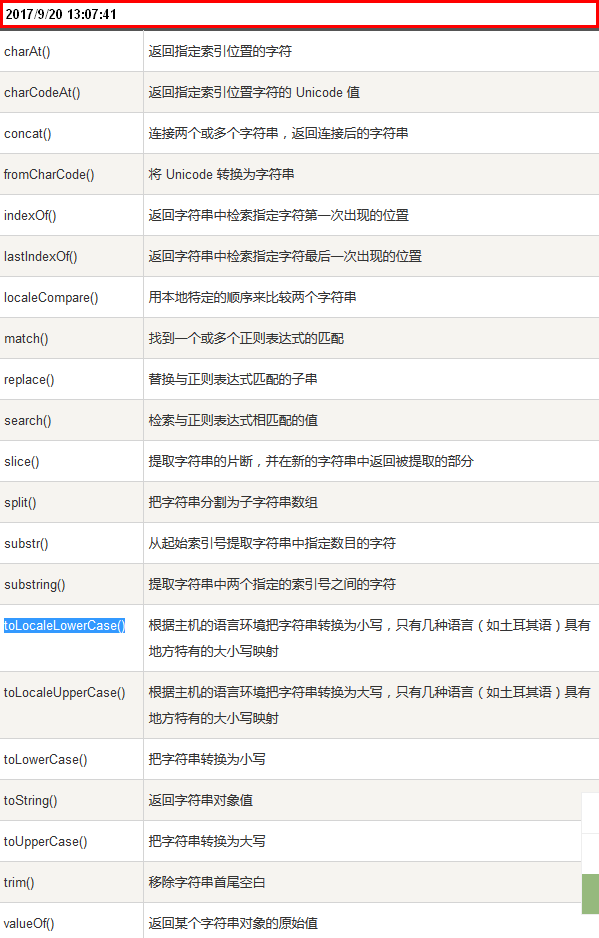 2017/9/20 13:07:41
charAt() 返回指定索引位置的字符
charCodeAt() 返回指定索引位置字符的 Unicode 值
concat() 连接两个或多个字符串，返回连接后的字符串
fromCharCode() 将 Unicode 转换为字符串
indexOf() 返回字符串中检索指定字符第一次出现的位置
lastIndexOf() 返回字符串中检索指定字符最后一次出现的位置
localeCompare() 用本地特定的顺序来比较两个字符串
match() 找到一个或多个正则表达式的匹配
replace() 替换与正则表达式匹配的子串
search() 检索与正则表达式相匹配的值
slice() 提取字符串的片断，并在新的字符串中返回被提取的部分
split() 把字符串分割为子字符串数组
substr() 从起始索引号提取字符串中指定数目的字符
substring() 提取字符串中两个指定的索引号之间的字符
toLocaleLowerCase() 根据主机的语言环境把字符串转换为小写，只有几种语言（如土耳其语）具有
地方特有的大小写映射
toLocaleUpperCase() 根据主机的语言环境把字符串转换为大写，只有几种语言（如土耳其语）具有
地方特有的大小写映射
toLowerCase() 把字符串转换为小写
toString() 返回字符串对象值
toUpperCase() 把字符串转换为大写
trim() 移除字符串首尾空白
valueOf() 返回某个字符串对象的原始值